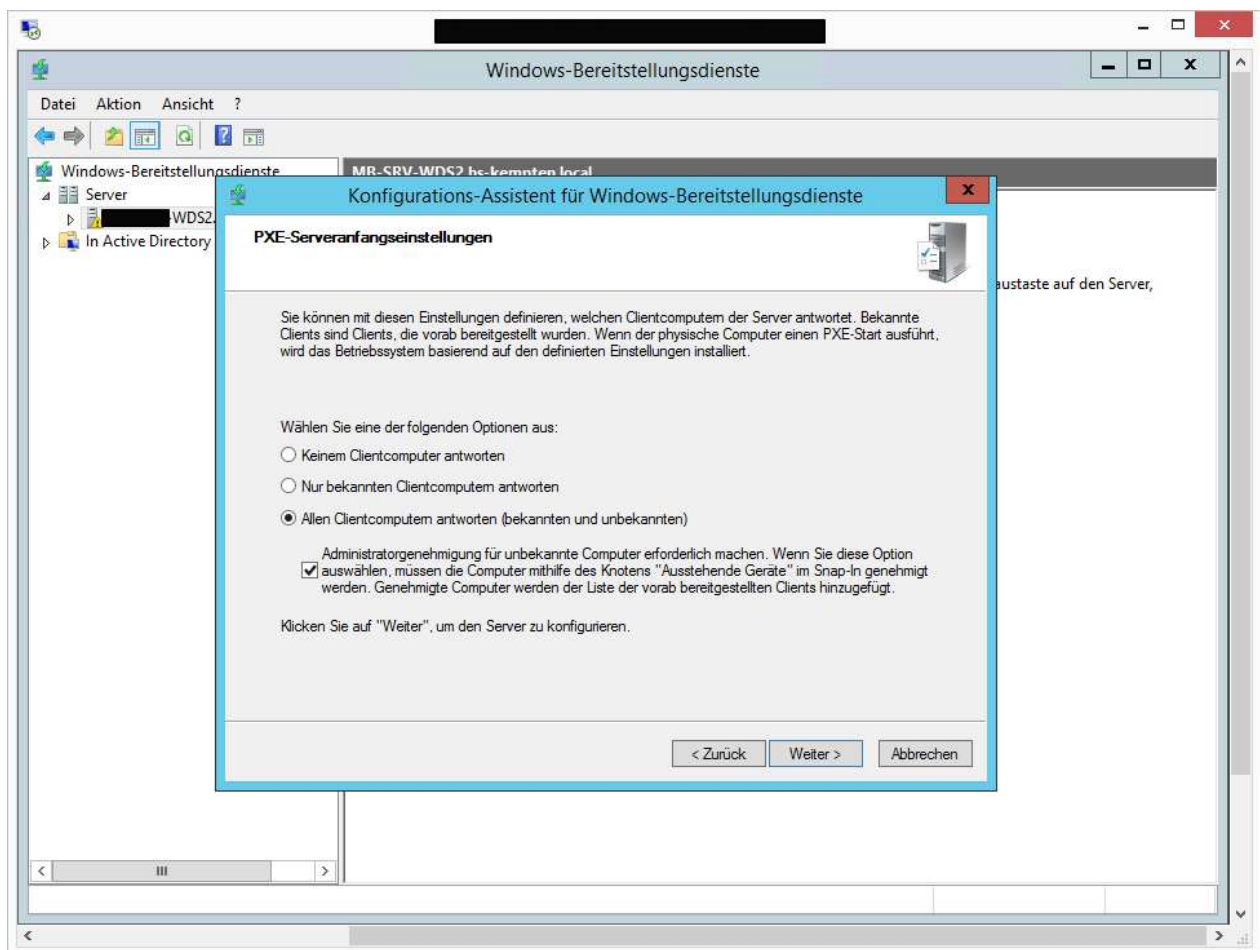 Windows-Bereitstellungsdienste
Datei Aktion Ansicht ?
Windows-Bereitstellungsdienste
Server
-WDS2.
In Active Directory
MB-SRV-WDS2.bs-kempten.local
austaste auf den Server,
Konfigurations-Assistent für Windows-Bereitstellungsdienste
PXE-Serveranfangseinstellungen
Sie können mit diesen Einstellungen definieren, welchen Clientcomputern der Server antwortet. Bekannte
Clients sind Clients, die vorab bereitgestellt wurden. Wenn der physische Computer einen PXE-Start ausführt,
wird das Betriebssystem basierend auf den definierten Einstellungen installiert.
Wählen Sie eine der folgenden Optionen aus:
Keinem Clientcomputer antworten
Nur bekannten Clientcomputern antworten
Allen Clientcomputern antworten (bekannten und unbekannten)
Administratorgenehmigung für unbekannte Computer erforderlich machen. Wenn Sie diese Option
auswählen, müssen die Computer mithilfe des Knotens "Ausstehende Geräte" im Snap-In genehmigt
werden. Genehmigte Computer werden der Liste der vorab bereitgestellten Clients hinzugefügt.
Klicken Sie auf "Weiter", um den Server zu konfigurieren.
< Zurück Weiter > Abbrechen